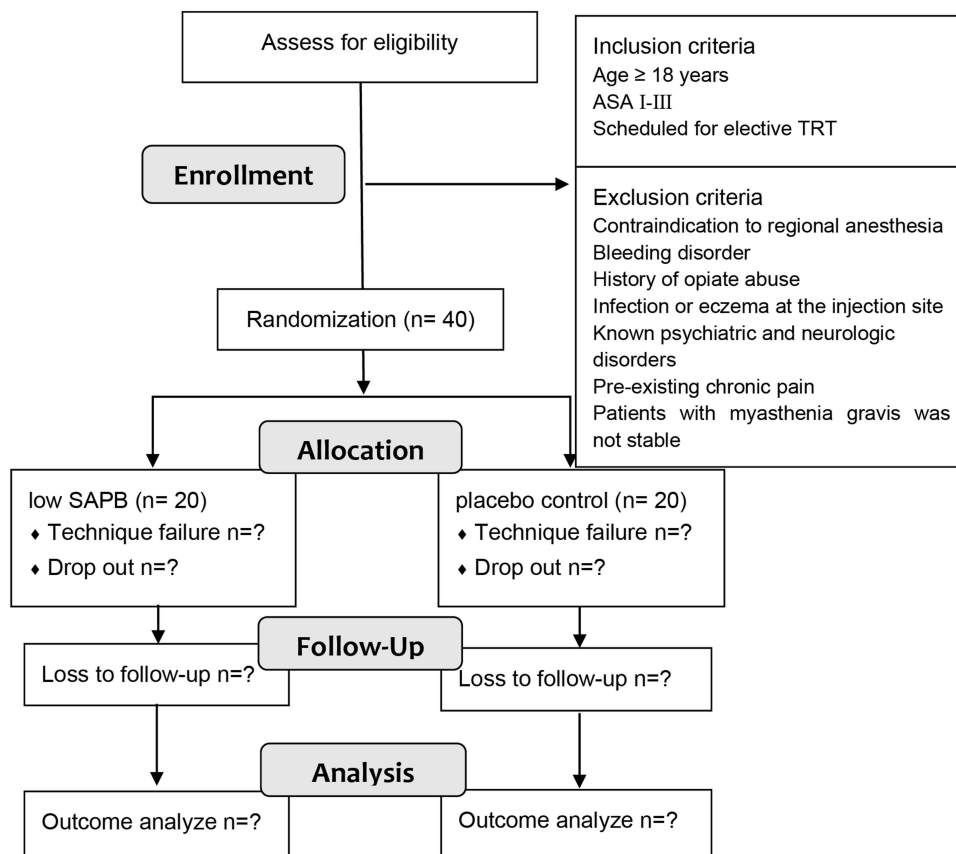 Assess for eligibility
Inclusion criteria
Age ≥ 18 years
ASA I-III
Scheduled for elective TRT
Enrollment
Exclusion criteria
Contraindication to regional anesthesia
Bleeding disorder
History of opiate abuse
Infection or eczema at the injection site
Known psychiatric and neurologic
disorders
Pre-existing chronic pain
Patients with myasthenia gravis was
not stable
Randomization (n= 40)
Allocation
low SAPB (n= 20)
♦ Technique failure n=?
♦ Drop out n=?
placebo control (n= 20)
♦ Technique failure n=?
♦ Drop out n=?
Follow-Up
Loss to follow-up n=?
Loss to follow-up n=?
Analysis
Outcome analyze n=?
Outcome analyze n=?